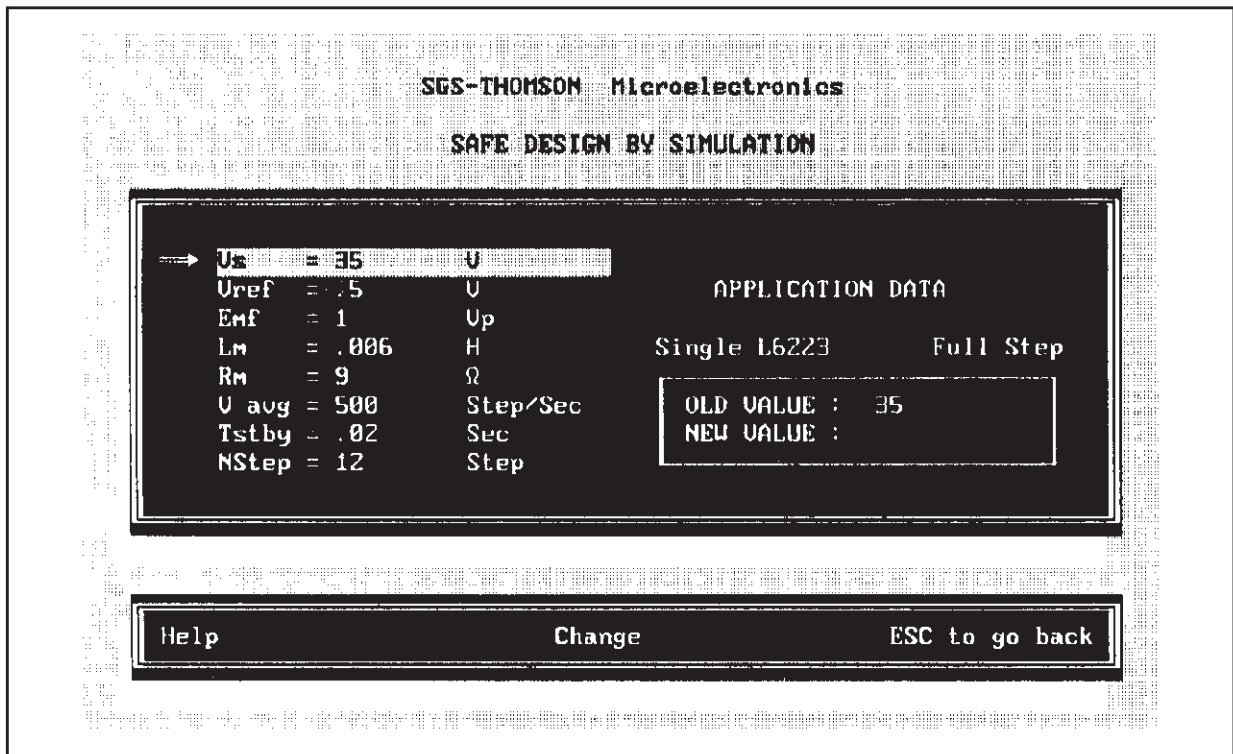 SGS-THOMSON Microelectronics
SAFE DESIGN BY SIMULATION
Vs = 35 V
Vref = .5 V
Emf = 1 Vp
Lm = .006 H
Rm = 9 Ω
V avg = 500 Step/Sec
Tstby = .02 Sec
NStep = 12 Step
APPLICATION DATA
Single L6223 Full Step
OLD VALUE : 35
NEW VALUE :
Help Change ESC to go back